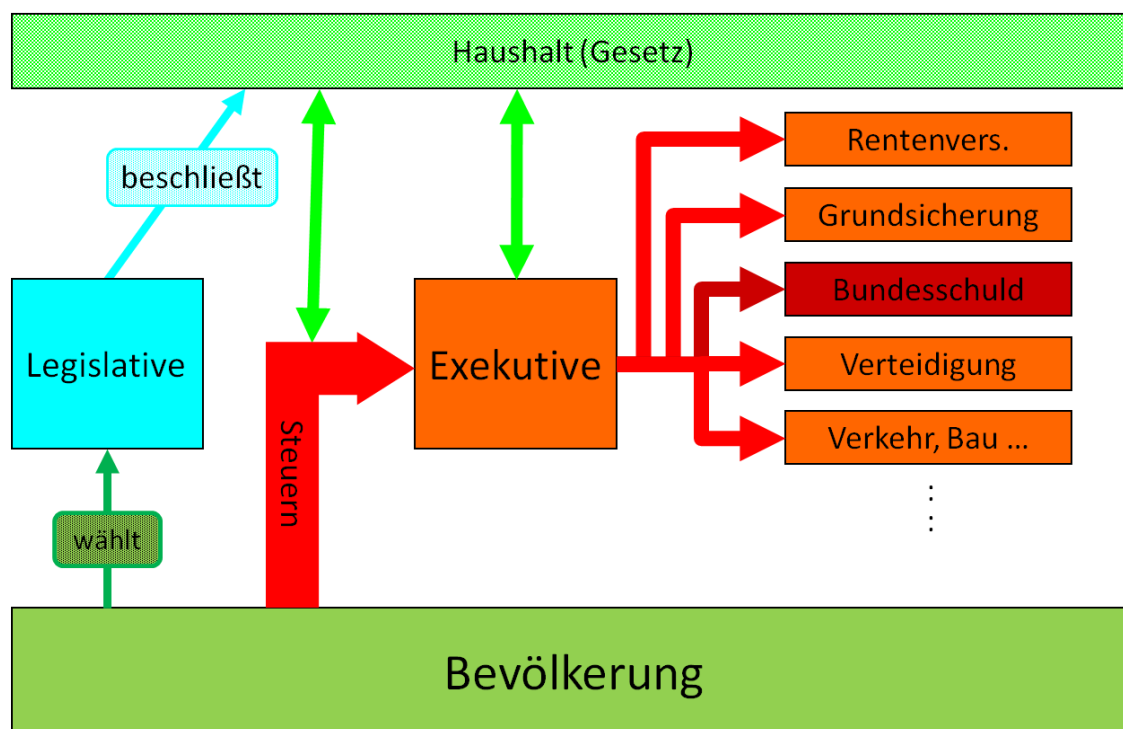 Haushalt (Gesetz)
beschließt
Rentenvers.
Grundsicherung
Bundesschuld
Legislative
Exekutive
Verteidigung
Steuern
Verkehr, Bau ...
:
:
wählt
Bevölkerung